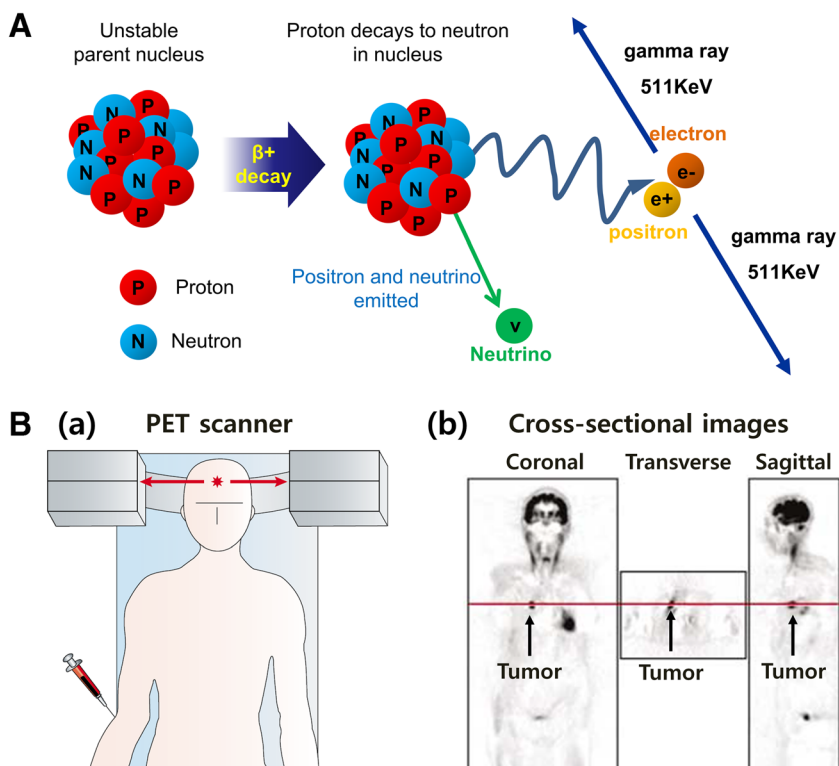 A
Unstable
parent nucleus
Proton decays to neutron
in nucleus
gamma ray
511KeV
electron
e-
e+
positron
gamma ray
511KeV
β+
decay
P
N
P
N
N
P
P
P
N
P
P
P
N
P
N
N
P
P
P
N
P
P
P
Positron and neutrino
emitted
v
Neutrino
P Proton
N Neutron
B (a) PET scanner
(b) Cross-sectional images
Coronal Transverse Sagittal
Tumor Tumor Tumor